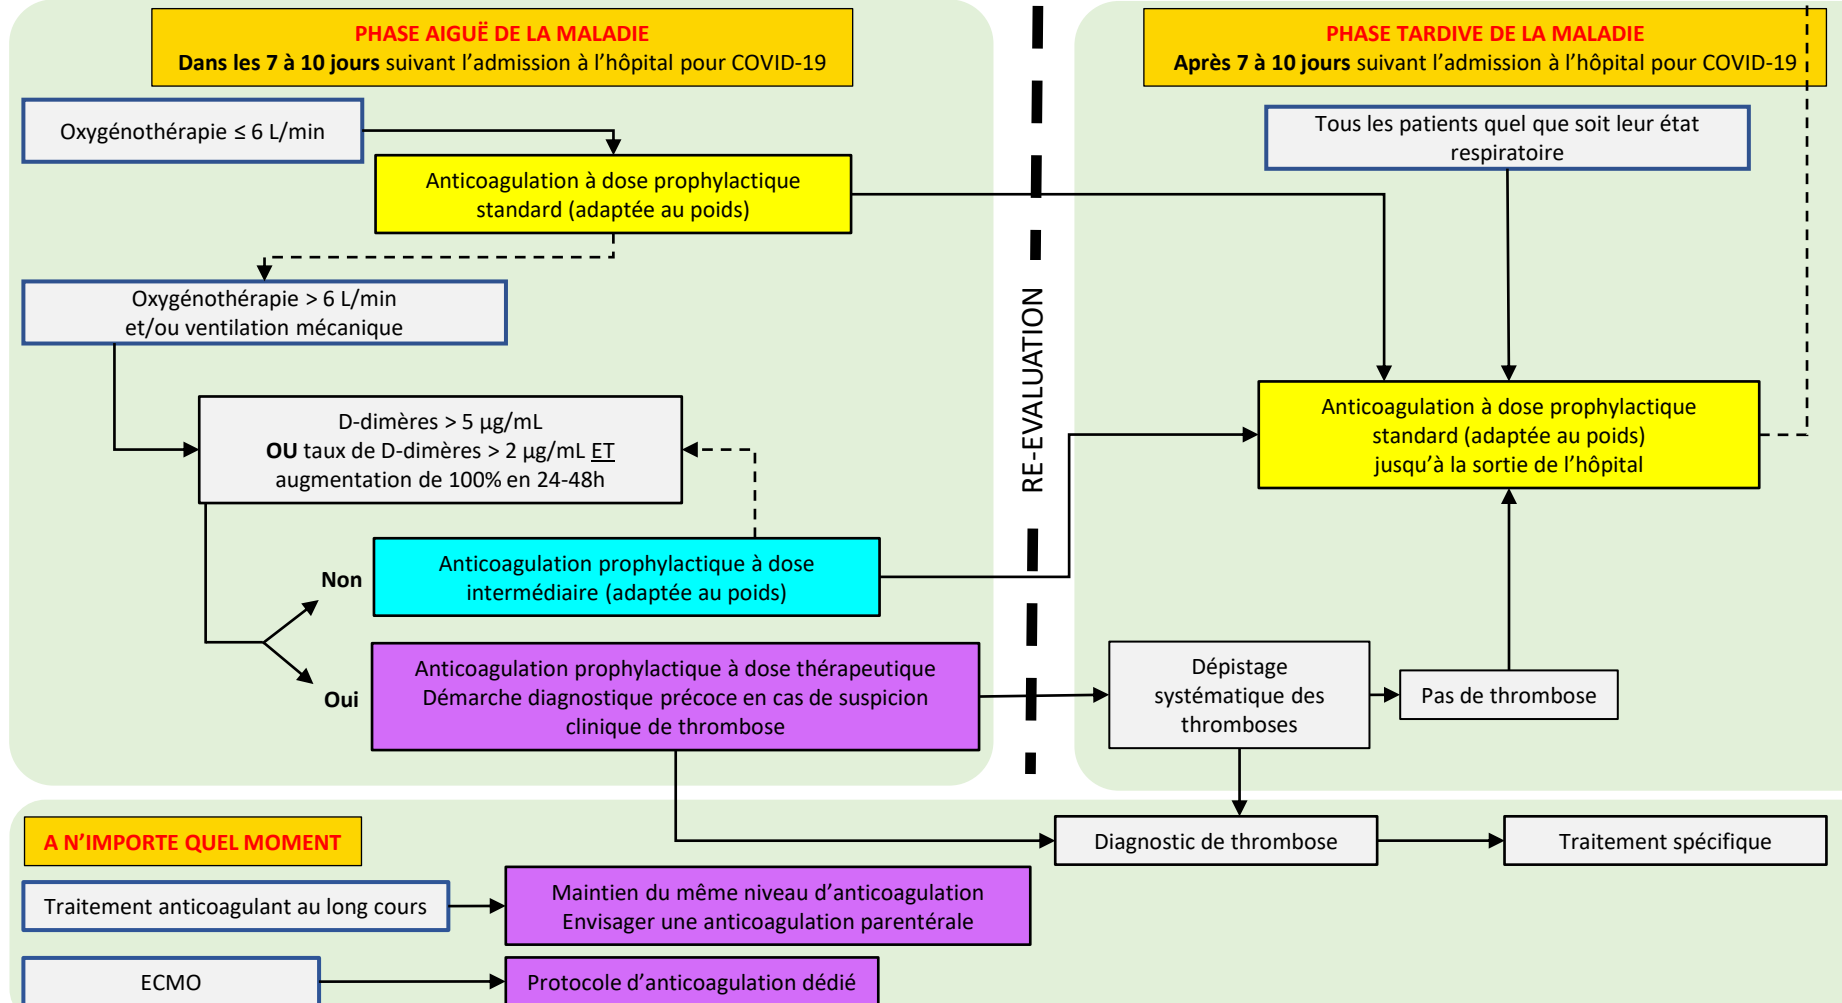 PHASE AIGUË DE LA MALADIE
Dans les 7 à 10 jours suivant l'admission à l'hôpital pour COVID-19
Oxygénothérapie ≤ 6 L/min
Anticoagulation à dose prophylactique
standard (adaptée au poids)
Oxygénothérapie > 6 L/min
et/ou ventilation mécanique
D-dimères > 5 µg/mL
OU taux de D-dimères > 2 µg/mL ET
augmentation de 100% en 24-48h
Non
Anticoagulation prophylactique à dose
intermédiaire (adaptée au poids)
Oui
Anticoagulation prophylactique à dose thérapeutique
Démarche diagnostique précoce en cas de suspicion
clinique de thrombose
RE-EVALUATION
PHASE TARDIVE DE LA MALADIE
Après 7 à 10 jours suivant l'admission à l'hôpital pour COVID-19
Tous les patients quel que soit leur état
respiratoire
Anticoagulation à dose prophylactique
standard (adaptée au poids)
jusqu'à la sortie de l'hôpital
Dépistage
systématique des
thromboses
Pas de thrombose
A N'IMPORTE QUEL MOMENT
Diagnostic de thrombose
Traitement spécifique
Traitement anticoagulant au long cours
Maintien du même niveau d'anticoagulation
Envisager une anticoagulation parentérale
ECMO
Protocole d'anticoagulation dédié